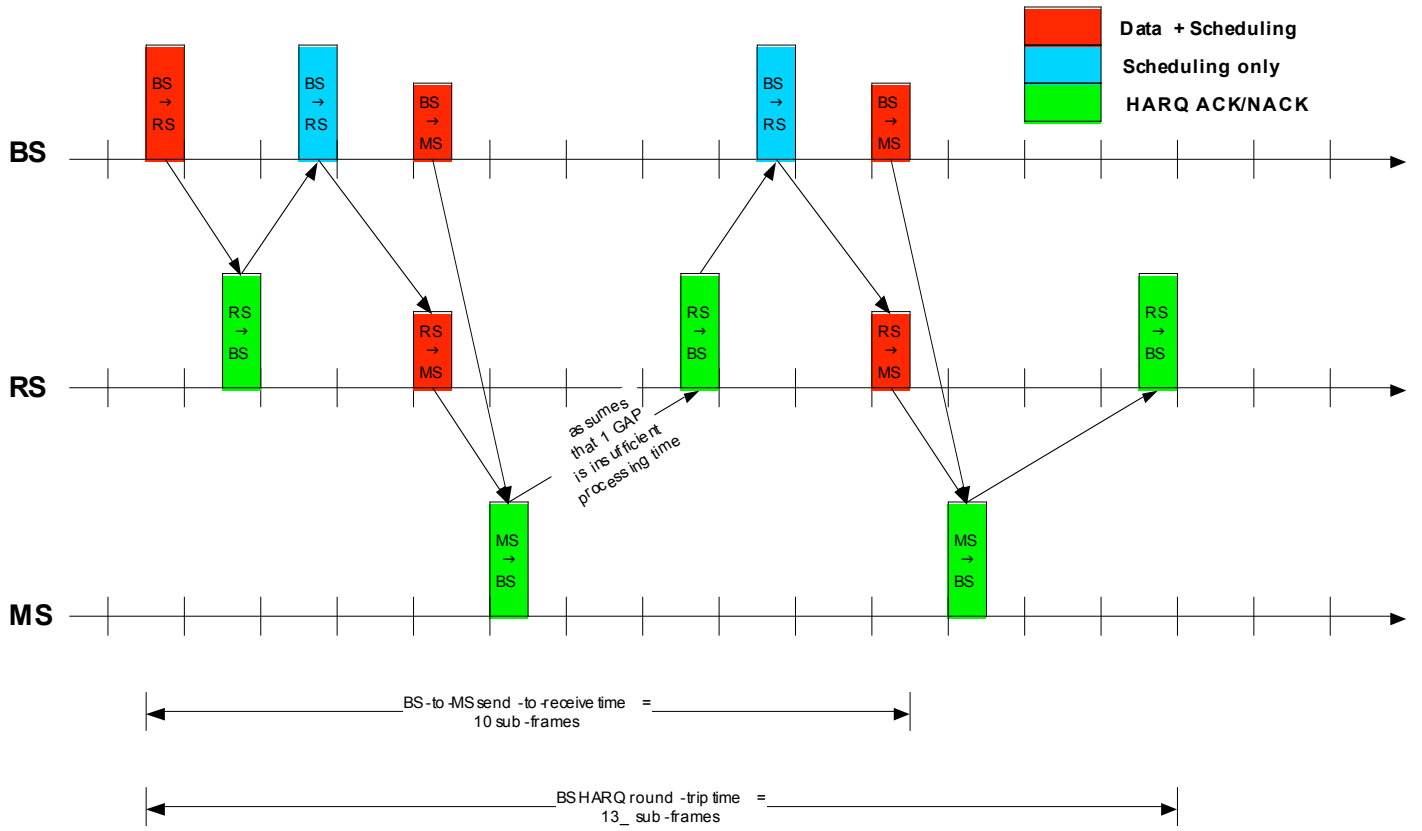 Data + Scheduling
Scheduling only
HARQ ACK/NACK
BS
BS
→
RS
BS
→
RS
BS
→
MS
BS
→
RS
BS
→
MS
RS
RS
→
BS
RS
→
MS
RS
→
BS
RS
→
MS
RS
→
BS
assumes
that 1 GAP
is insufficient
processing time
MS
MS
→
BS
MS
→
BS
BS-to-MS send-to-receive time =
10 sub-frames
BS HARQ round-trip time =
13_ sub-frames